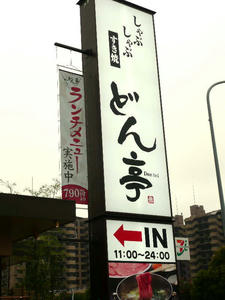 しゃぶ
しゃぶ
すき焼
どん亭
Don tei
ランチメニュー
実施中
790円
IN
11:00~24:00